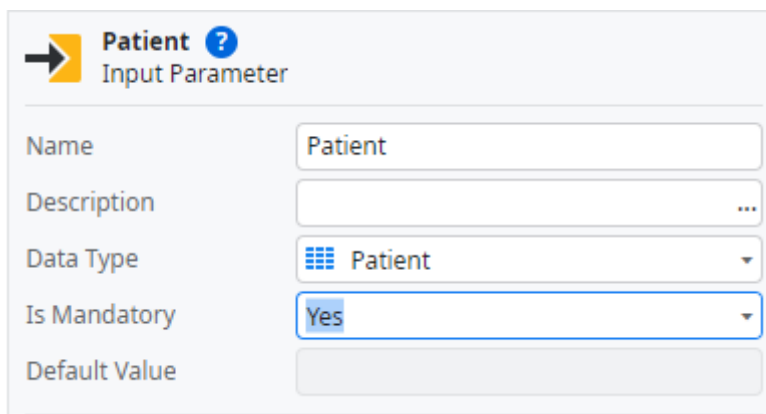 Patient ?
Input Parameter
Name Patient
Description ...
Data Type Patient
Is Mandatory Yes
Default Value